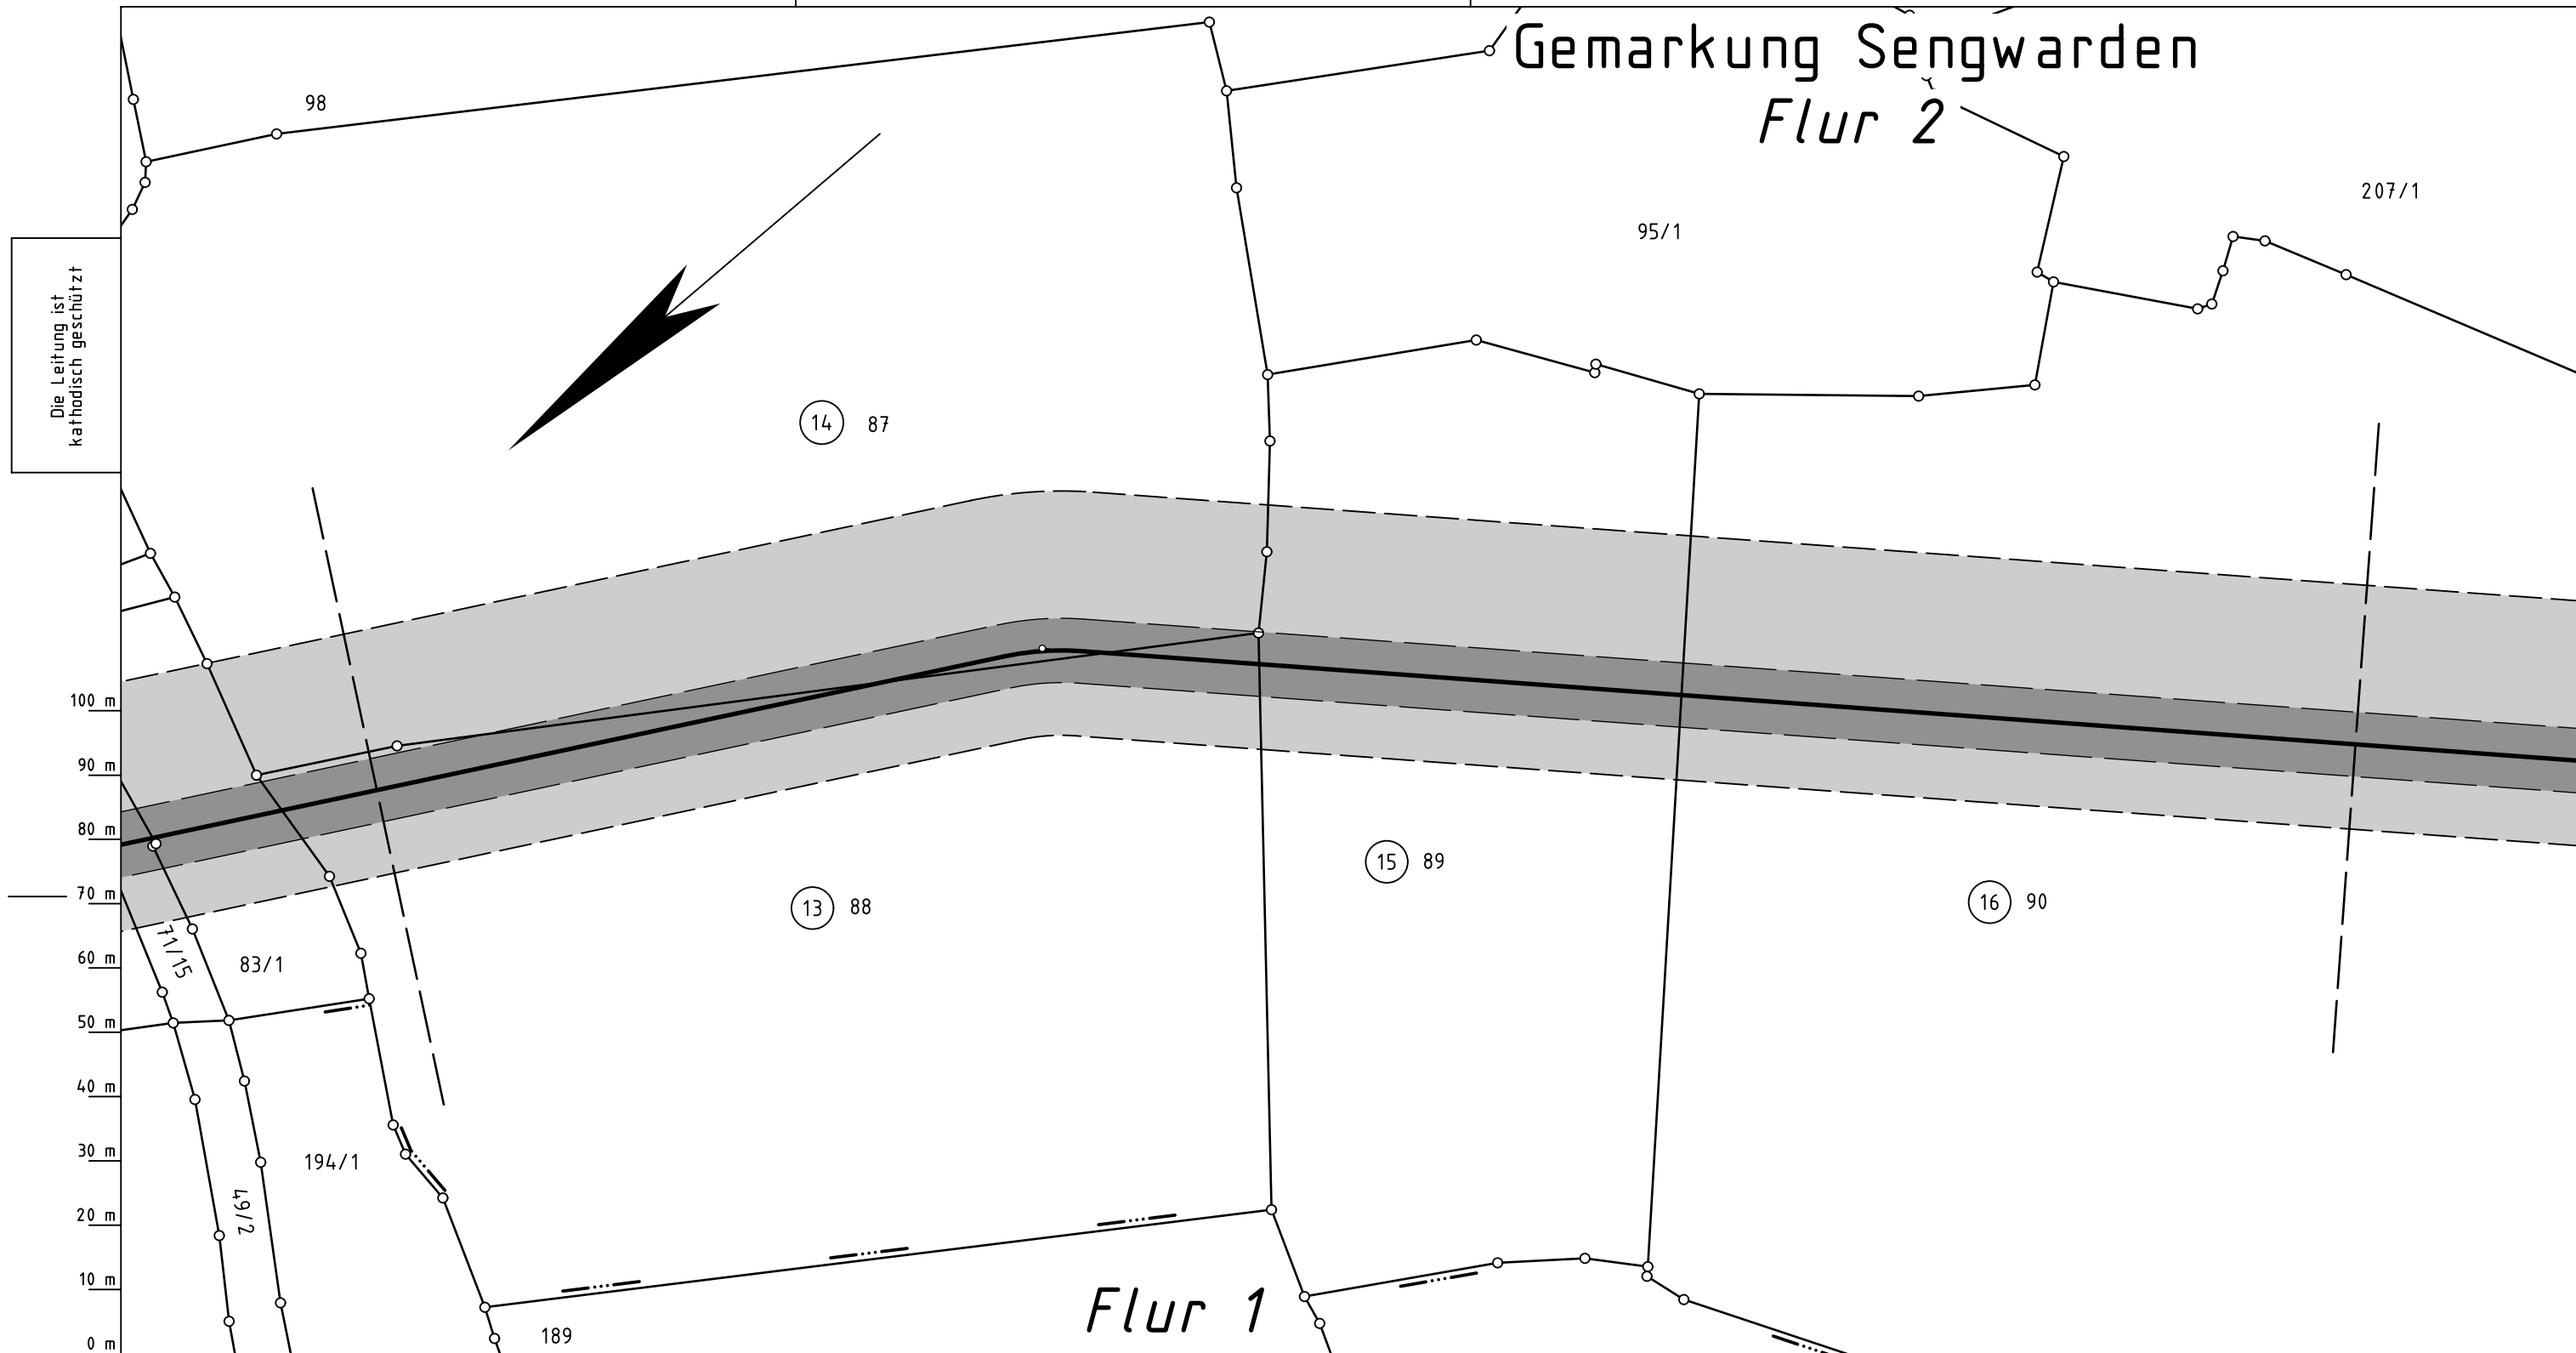 Gemarkung Sengwarden
Flur 2
98
207/1
95/1
Die Leitung ist
kathodisch geschützt
14 87
100 m
90 m
80 m
15 89
70 m
13 88
16 90
71/15
83/1
60 m
50 m
40 m
30 m
194/1
49/2
20 m
10 m
Flur 1
189
0 m